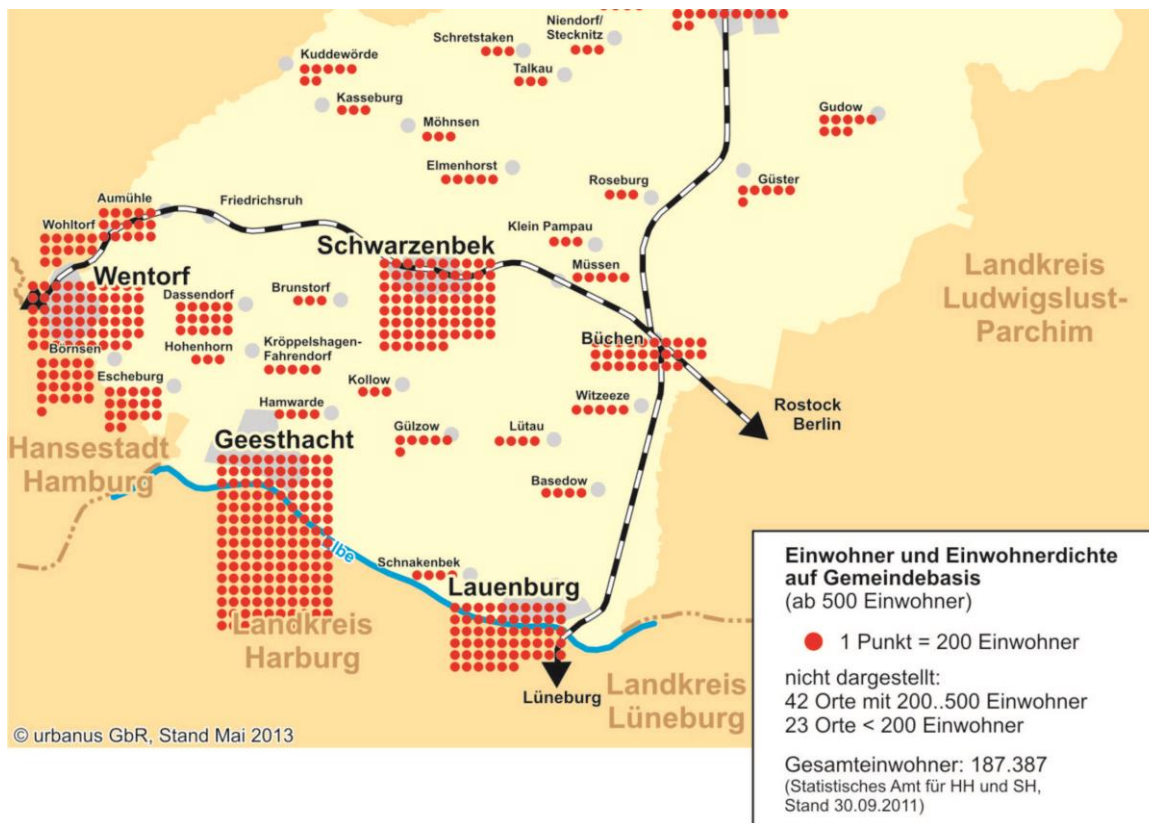 Niendorf/
Stecknitz
Schretstaken
Kuddewörde
Talkau
Kasseburg
Gudow
Möhnsen
Elmenhorst
Roseburg
Güster
Aumühle
Friedrichsruh
Wohltorf
Klein Pampau
Schwarzenbek
Müssen
Landkreis
Ludwigslust-
Parchim
Wentorf
Dassendorf
Brunstorf
Büchen
Börnsen
Hohenhorn
Kröppelshagen-
Fahrendorf
Escheburg
Kollow
Witzeeze
Rostock
Berlin
Hamwarde
Gülzow
Lütau
Hansestadt
Hamburg
Geesthacht
Basedow
lbe
Schnakenbek
Lauenburg
Landkreis
Harburg
Lüneburg
Landkreis
Lüneburg
© urbanus GbR, Stand Mai 2013
Einwohner und Einwohnerdichte
auf Gemeindebasis
(ab 500 Einwohner)
1 Punkt = 200 Einwohner
nicht dargestellt:
42 Orte mit 200..500 Einwohner
23 Orte < 200 Einwohner
Gesamteinwohner: 187.387
(Statistisches Amt für HH und SH,
Stand 30.09.2011)